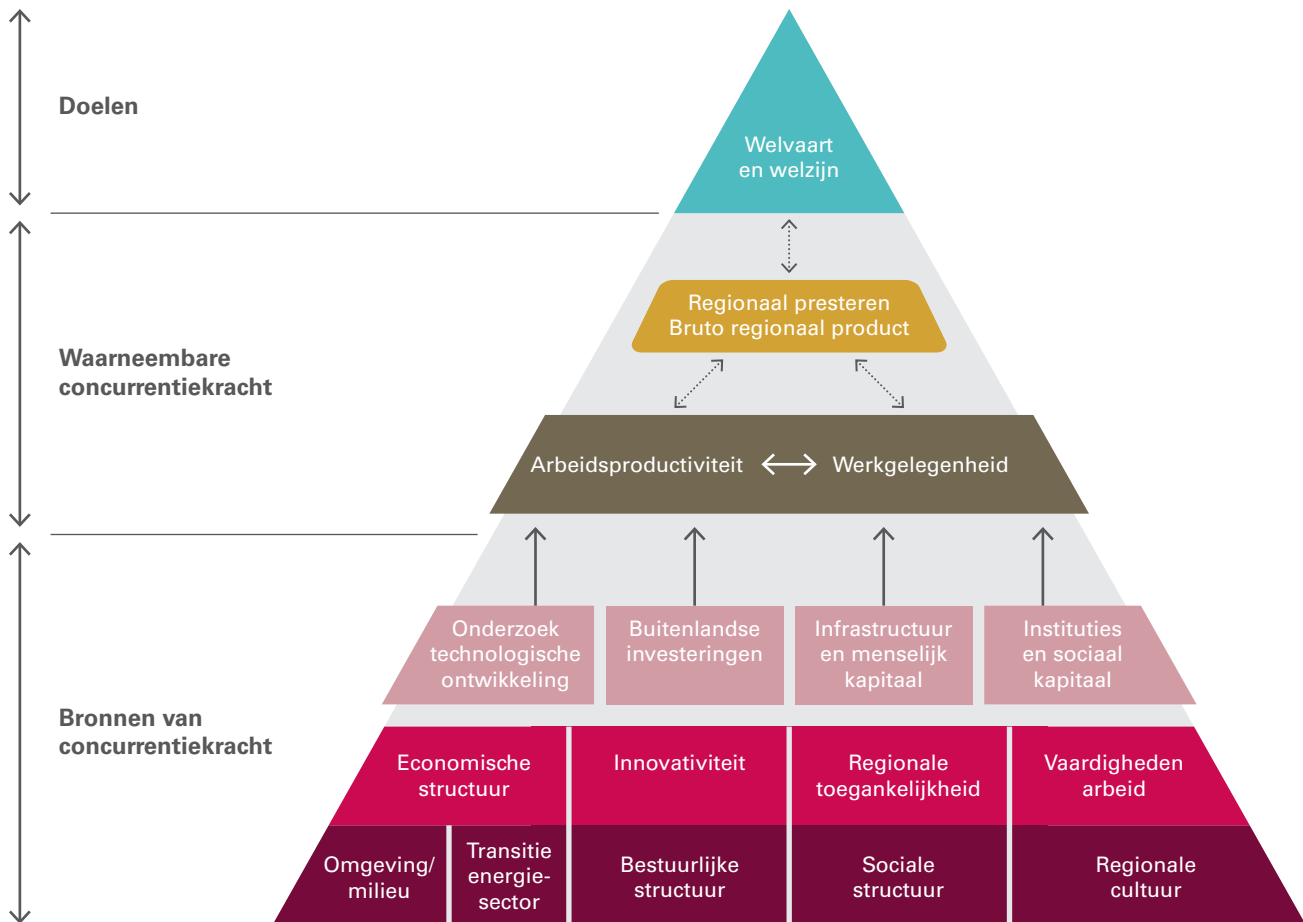 Doelen
Welvaart
en welzijn
Waarneembare
concurrentiekracht
Regionaal presteren
Bruto regionaal product
Arbeidsproductiviteit
Werkgelegenheid
Bronnen van
concurrentiekracht
Onderzoek
technologische
ontwikkeling
Buitenlandse
investeringen
Infrastructuur
en menselijk
kapitaal
Instituties
en sociaal
kapitaal
Economische
structuur
Innovativiteit
Regionale
toegankelijkheid
Vaardigheden
arbeid
Omgeving/
milieu
Transitie
energie-
sector
Bestuurlijke
structuur
Sociale
structuur
Regionale
cultuur